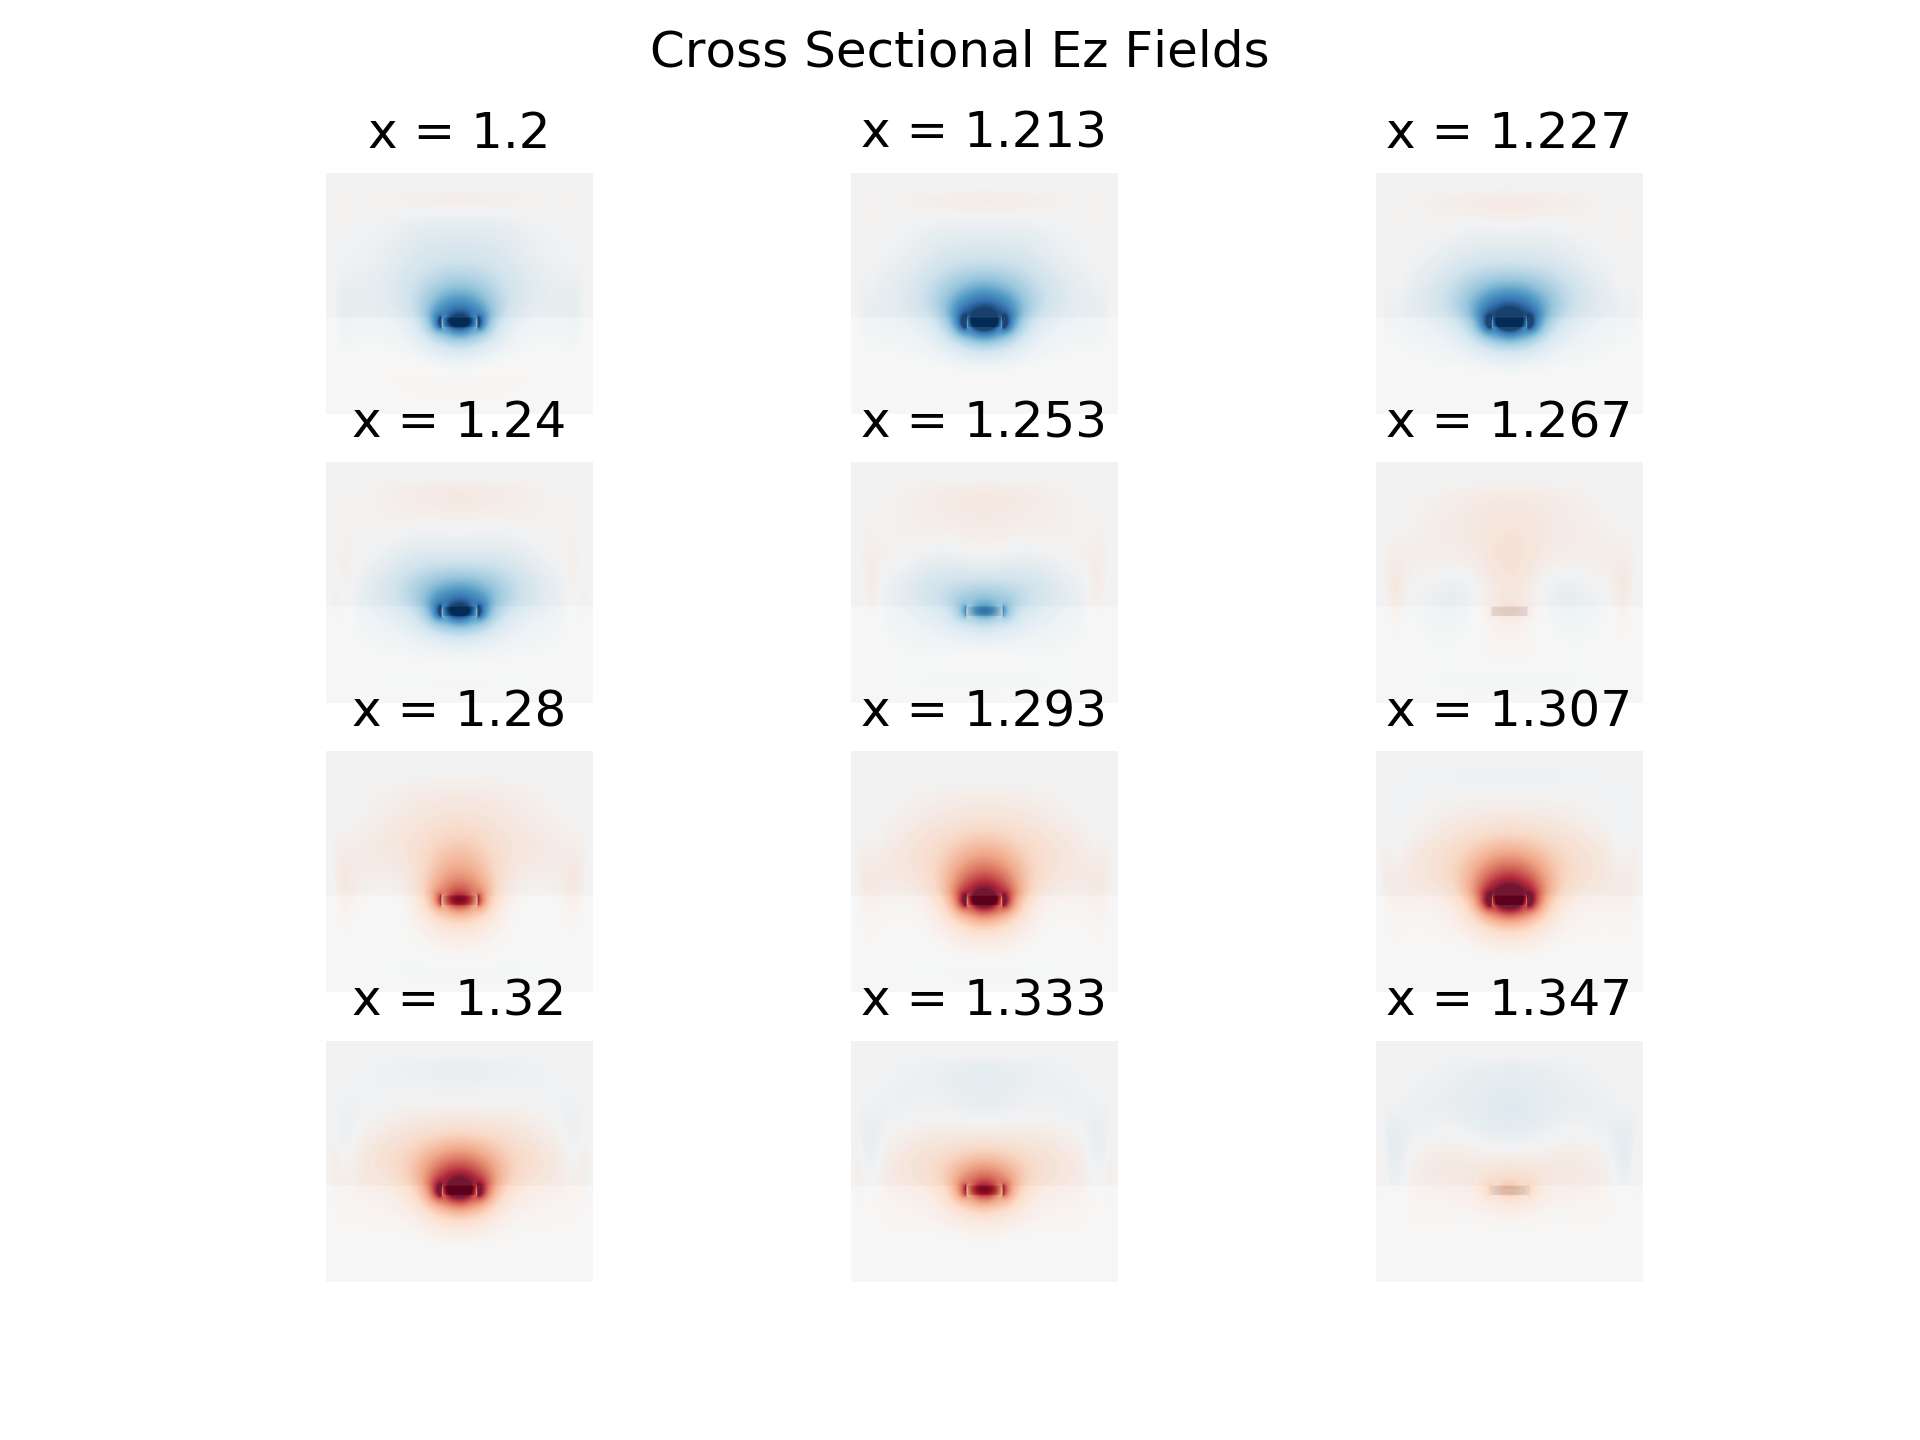 Cross Sectional Ez Fields
x = 1.2
x = 1.213
x = 1.227
x = 1.24
x = 1.253
x = 1.267
x = 1.28
x = 1.293
x = 1.307
x = 1.32
x = 1.333
x = 1.347